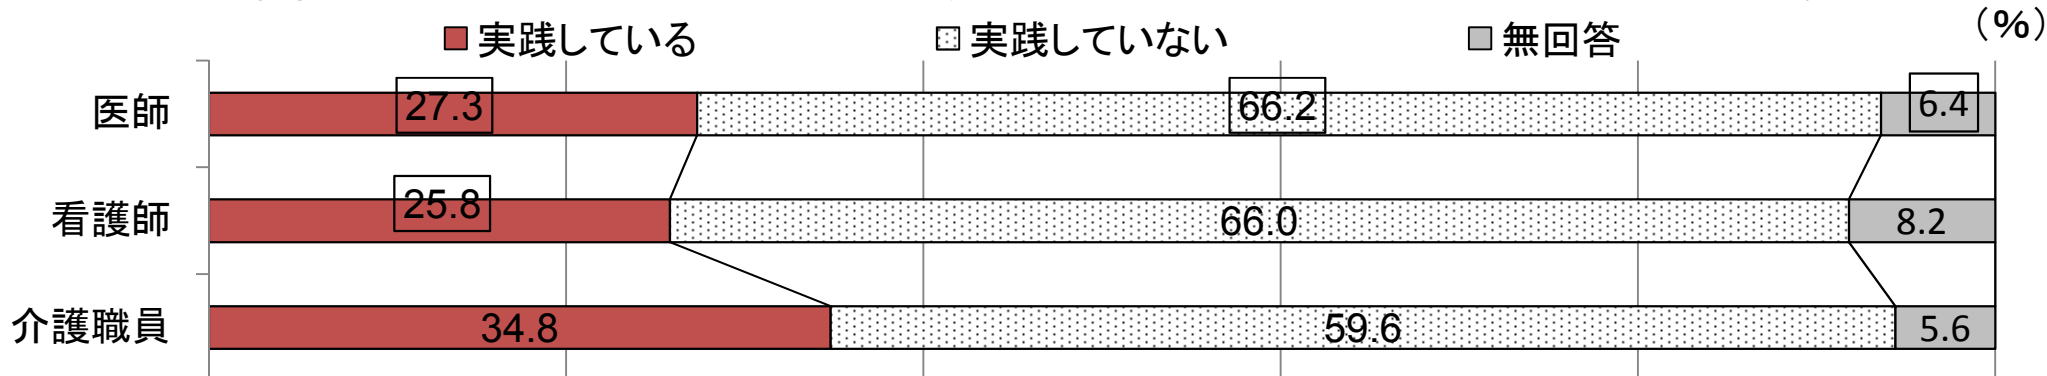 (%)
実践している 実践していない 無回答
医師 27.3 66.2 6.4
看護師 25.8 66.0 8.2
介護職員 34.8 59.6 5.6